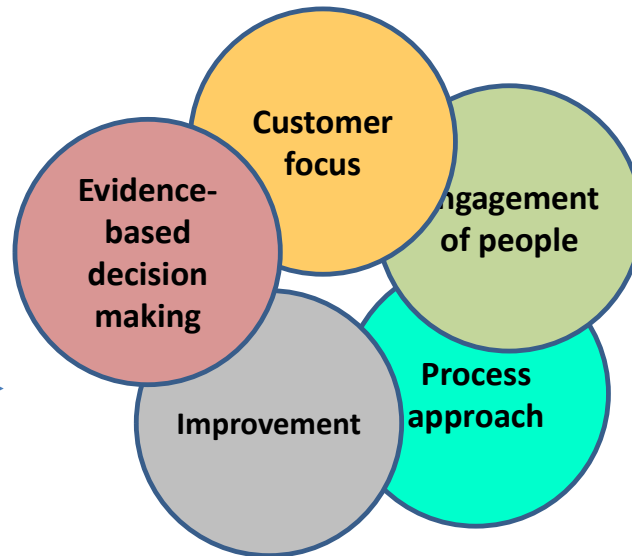 Customer
focus
ngagement
of people
Process
approach
Improvement
Evidence-
based
decision
making